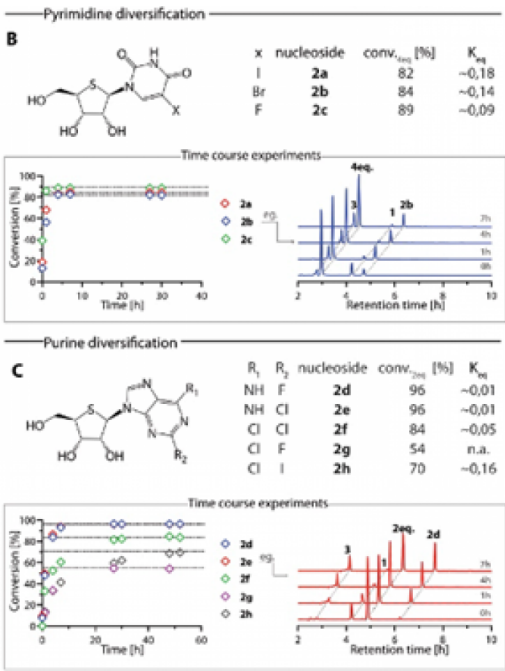 Pyrimidine diversification
B
O
H
N
O
N
S
HO
X
HO OH
x nucleoside conv.4eq [%] Keq
I 2a 82 ~0,18
Br 2b 84 ~0,14
F 2c 89 ~0,09
Time course experiments
Conversion [%]
100
80
60
40
20
0
0 10 20 30 40
Time [h]
2a
2b
2c
eg.
4eq.
3
1
2b
7h
4h
1h
0h
2 4 6 8 10
Retention time [h]
Purine diversification
C
R1
N
N
N
N
S
HO
R2
HO OH
R1 R2 nucleoside conv.2eq [%] Keq
NH F 2d 96 ~0,01
NH Cl 2e 96 ~0,01
Cl Cl 2f 84 ~0,05
Cl F 2g 54 n.a.
Cl I 2h 70 ~0,16
Time course experiments
Conversion [%]
100
80
60
40
20
0
0 20 40 60
Time [h]
2d
2e
2f
2g
2h
eg.
3
1
2eq.
2d
7h
4h
1h
0h
2 4 6 8 10
Retention time [h]